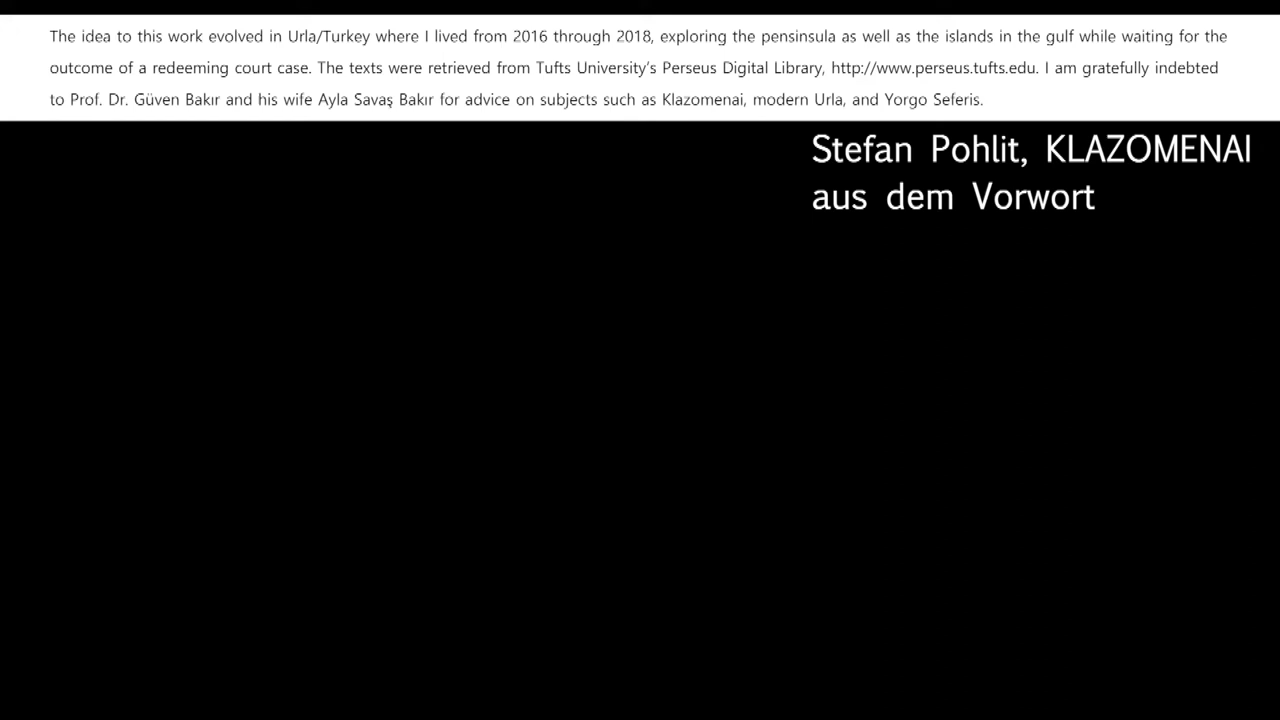 The idea to this work evolved in Urla/Turkey where I lived from 2016 through 2018, exploring the pensinsula as well as the islands in the gulf while waiting for the
outcome of a redeeming court case. The texts were retrieved from Tufts University’s Perseus Digital Library, http://www.perseus.tufts.edu. I am gratefully indebted
to Prof. Dr. Güven Bakır and his wife Ayla Savaş Bakır for advice on subjects such as Klazomenai, modern Urla, and Yorgo Seferis.
Stefan Pohlit, KLAZOMENAI
aus dem Vorwort